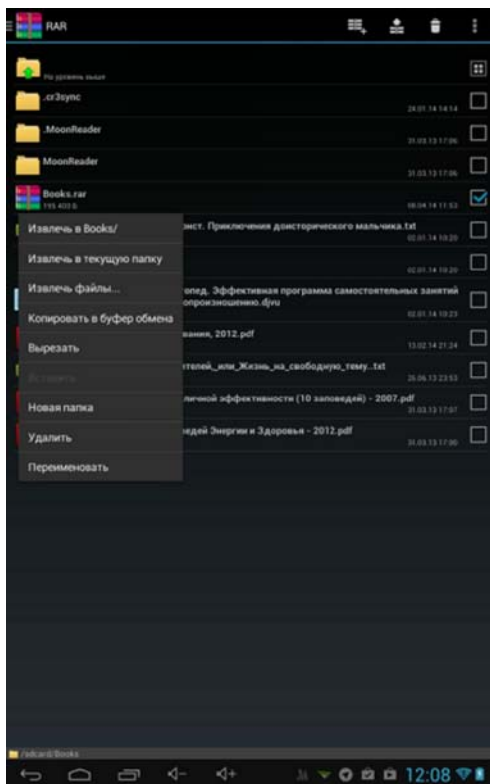 RAR
На уровень выше
.cr3sync
24.01.14 14:14
.MoonReader
31.03.13 17:06
MoonReader
31.03.13 17:06
Books.rar
08.04.14 11:53
Извлечь в Books/
онст. Приключения доисторического мальчика.txt
02.01.14 10:20
Извлечь в текущую папку
02.01.14 10:20
Извлечь файлы...
опед. Эффективная программа самостоятельных занятий
опроизношению.djvu
02.01.14 10:23
Копировать в буфер обмена
вания, 2012.pdf
13.02.14 21:24
Вырезать
ителей,_или_Жизнь_на_свободную_тему..txt
26.06.13 23:53
Вставить
личной эффективности (10 заповедей) - 2007.pdf
31.03.13 17:07
Новая папка
ведей Энергии и Здоровья - 2012.pdf
31.03.13 17:00
Удалить
Переименовать
/sdcard/Books
12:08